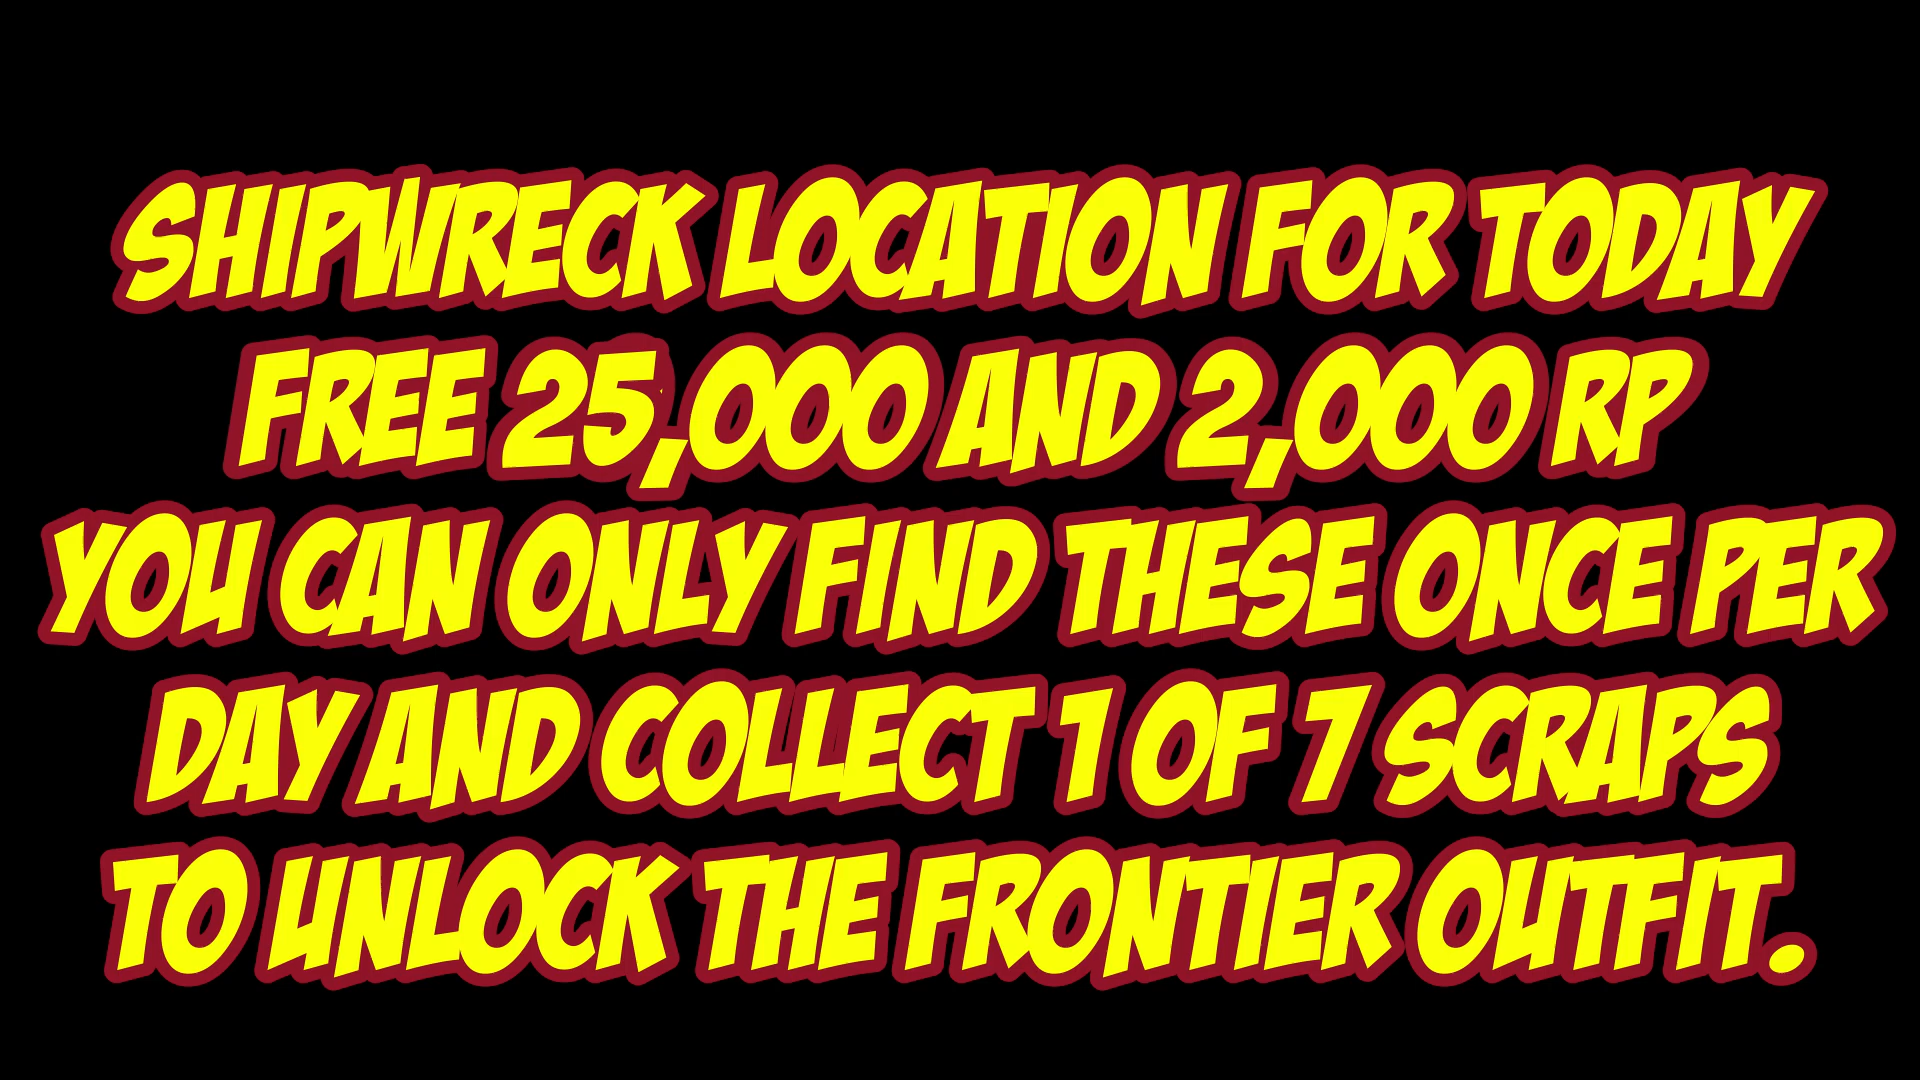 SHIPWRECK LOCATION FOR TODAY
FREE 25,000 AND 2,000 RP
YOU CAN ONLY FIND THESE ONCE PER
DAY AND COLLECT 1 OF 7 SCRAPS
TO UNLOCK THE FRONTIER OUTFIT.